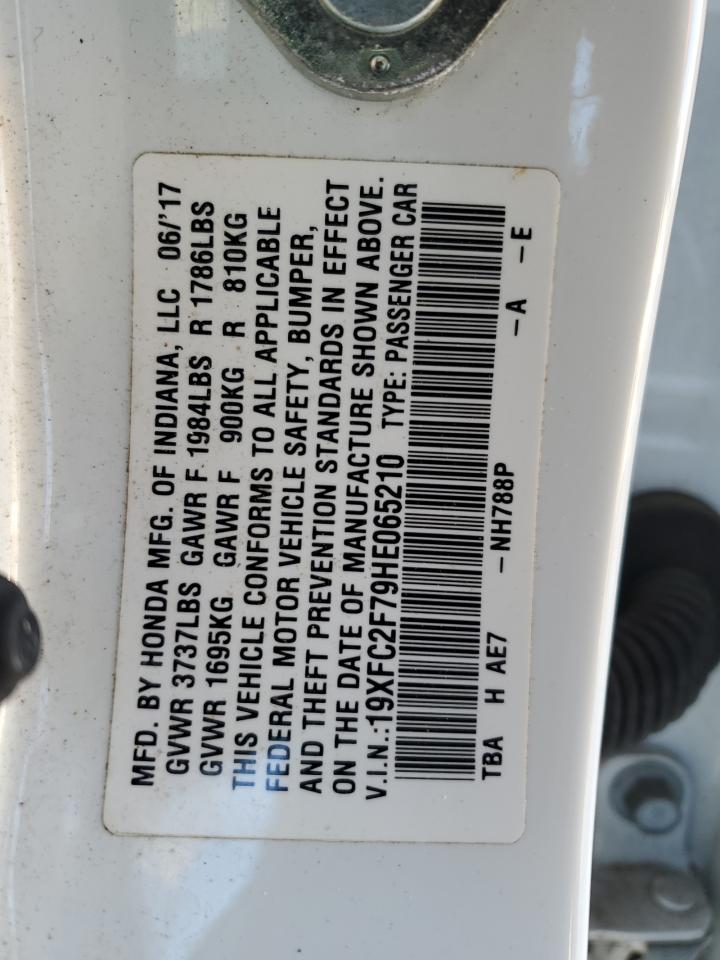 MFD. BY HONDA MFG. OF INDIANA, LLC 06/'17
GVWR 3737LBS GAWR F 1984LBS R 1786LBS
GVWR 1695KG GAWR F 900KG R 810KG
THIS VEHICLE CONFORMS TO ALL APPLICABLE
FEDERAL MOTOR VEHICLE SAFETY, BUMPER,
AND THEFT PREVENTION STANDARDS IN EFFECT
ON THE DATE OF MANUFACTURE SHOWN ABOVE.
V.I.N.:19XFC2F79HE065210 TYPE: PASSENGER CAR
TBA H AE7 -NH788P -A -E